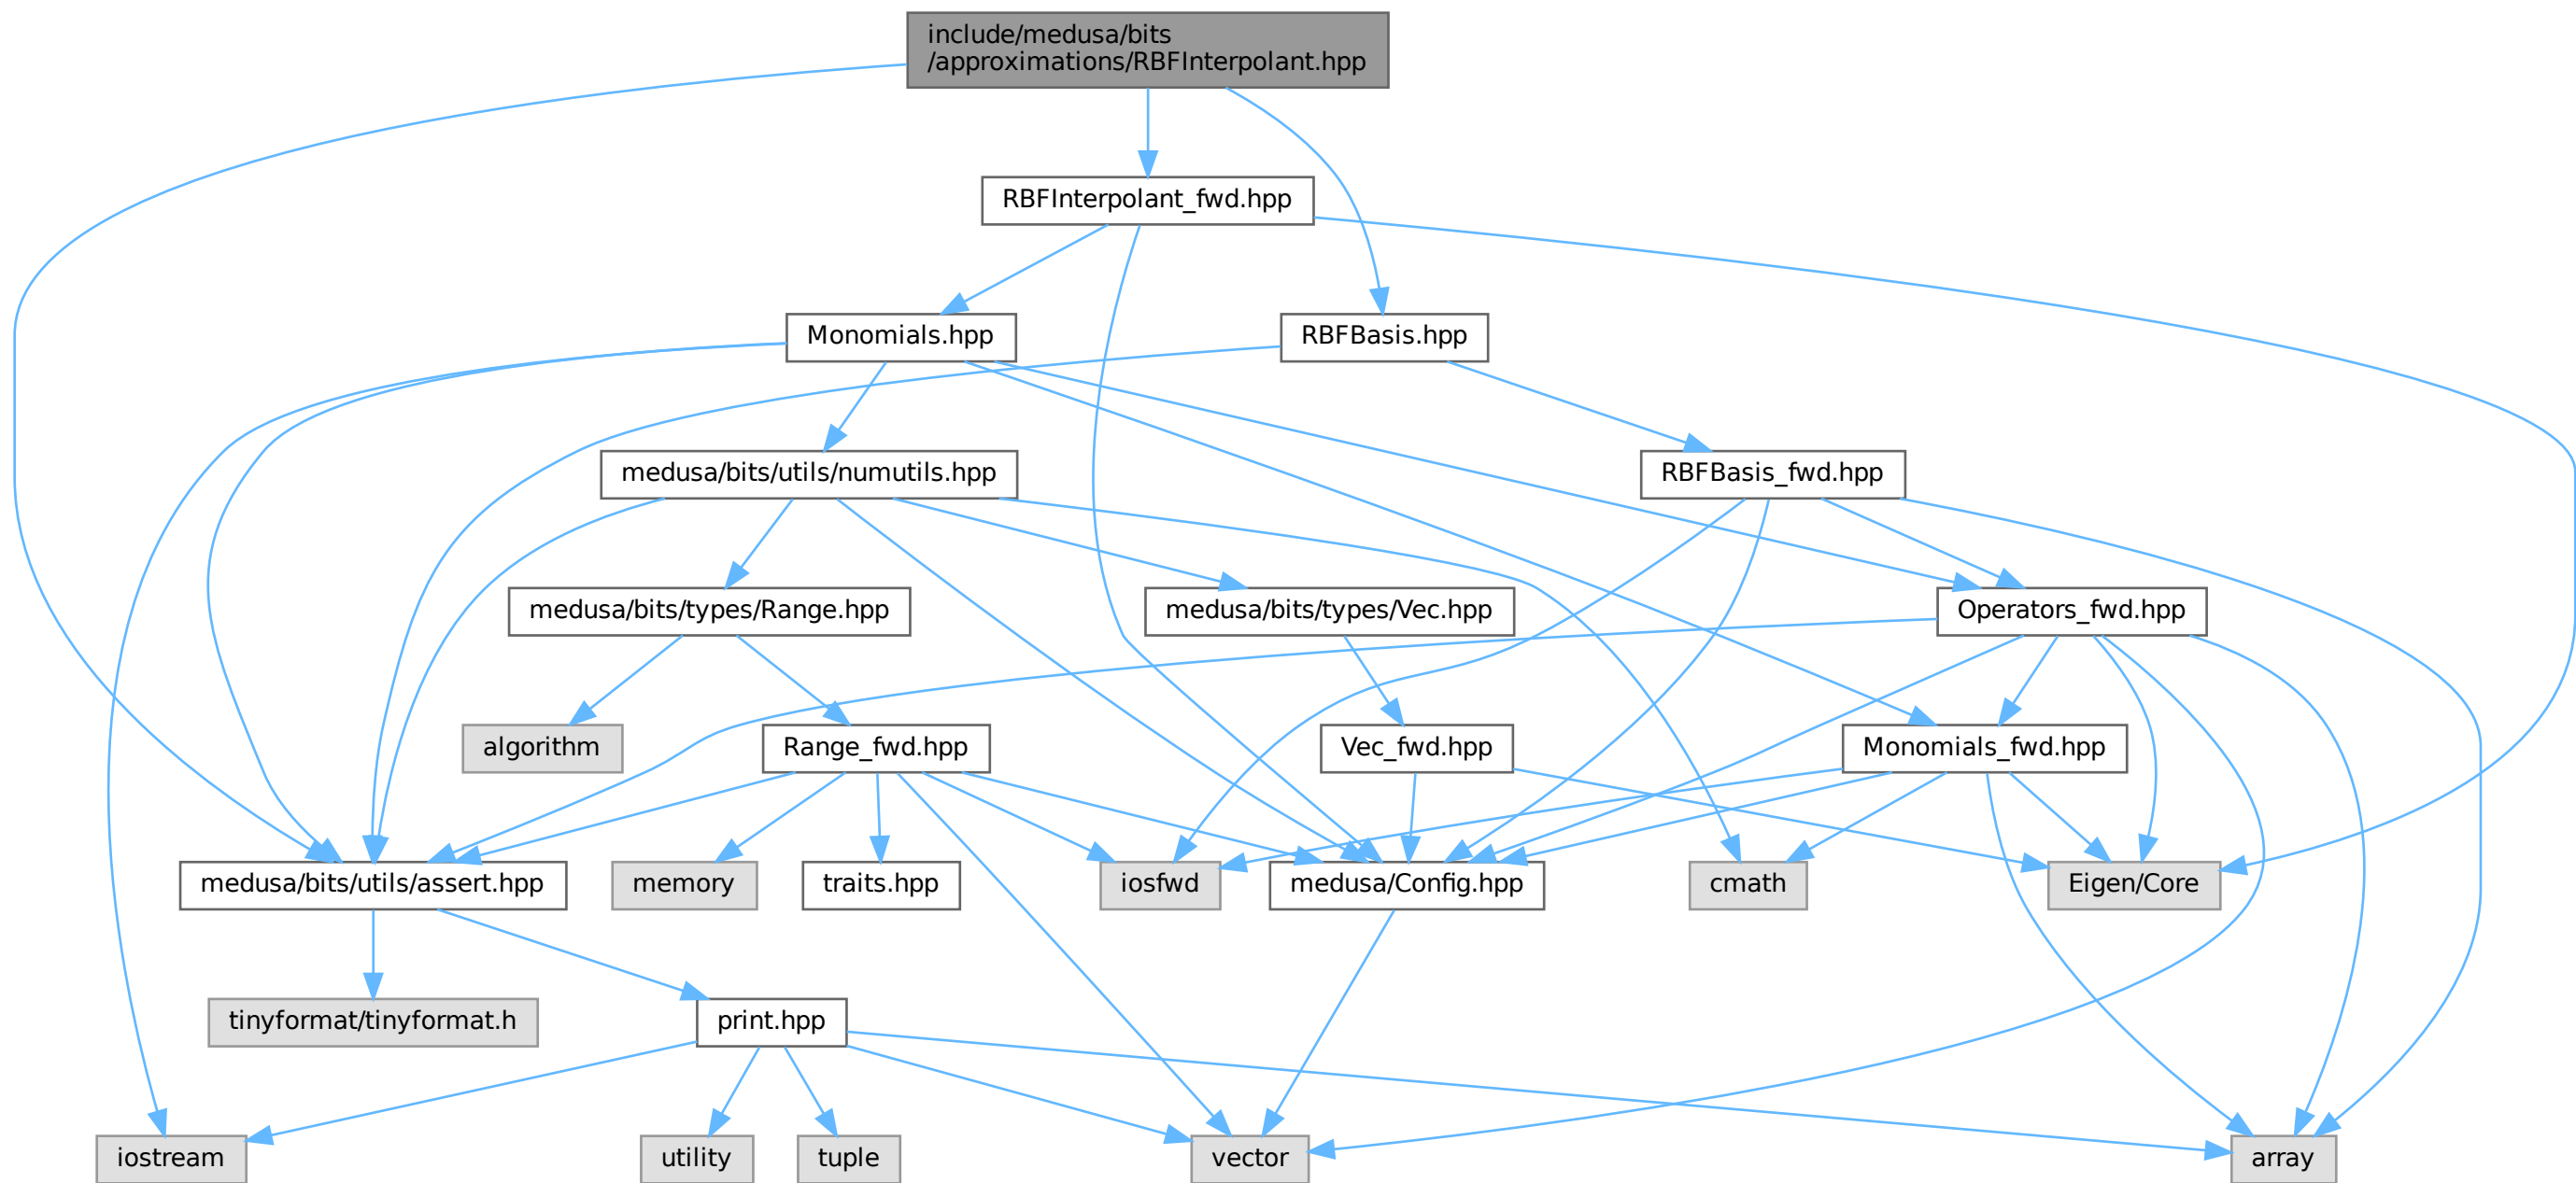 include/medusa/bits
/approximations/RBFInterpolant.hpp
RBFInterpolant_fwd.hpp
Monomials.hpp
RBFBasis.hpp
medusa/bits/utils/numutils.hpp
RBFBasis_fwd.hpp
medusa/bits/types/Range.hpp
medusa/bits/types/Vec.hpp
Operators_fwd.hpp
algorithm
Range_fwd.hpp
Vec_fwd.hpp
Monomials_fwd.hpp
medusa/bits/utils/assert.hpp
memory
traits.hpp
iosfwd
medusa/Config.hpp
cmath
Eigen/Core
tinyformat/tinyformat.h
print.hpp
iostream
utility
tuple
vector
array